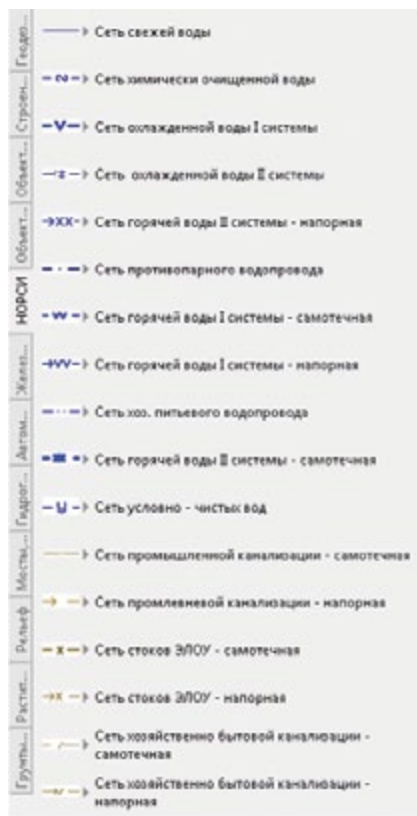 Геодез...
Строен...
Объект...
Объект...
НОРСИ
Желез...
Автом...
Гидрог...
Мосты,...
Рельеф
Растит...
Грунты...
Сеть свежей воды
Сеть химически очищенной воды
Сеть охлажденной воды I системы
Сеть охлажденной воды II системы
Сеть горячей воды II системы - напорная
Сеть противопарного водопровода
Сеть горячей воды I системы - самотечная
Сеть горячей воды I системы - напорная
Сеть хоз. питьевого водопровода
Сеть горячей воды II системы - самотечная
Сеть условно - чистых вод
Сеть промышленной канализации - самотечная
Сеть промлевневой канализации - напорная
Сеть стоков ЭЛОУ - самотечная
Сеть стоков ЭЛОУ - напорная
Сеть хозяйственно бытовой канализации -
самотечная
Сеть хозяйственно бытовой канализации -
напорная